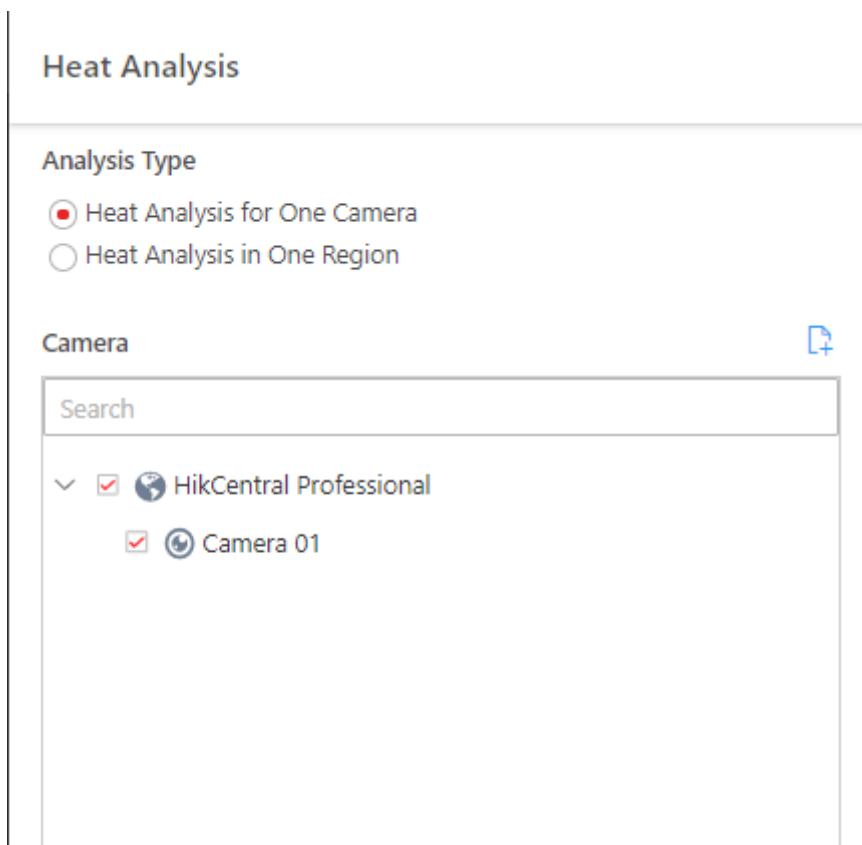 Heat Analysis
Analysis Type
Heat Analysis for One Camera
Heat Analysis in One Region
Camera
Search
HikCentral Professional
Camera 01